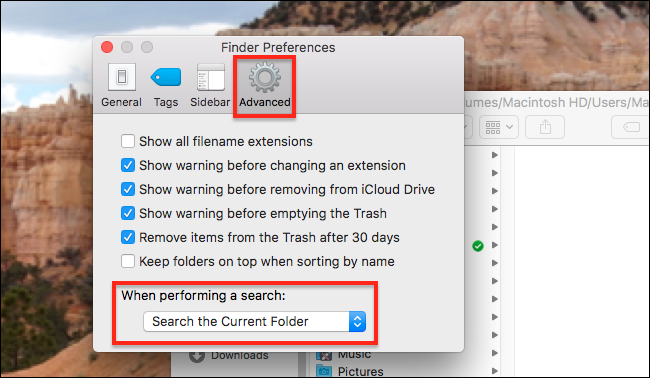 Finder Preferences
General Tags Sidebar Advanced
umes/Macintosh HD/Users/Ma
Show all filename extensions
Show warning before changing an extension
Show warning before removing from iCloud Drive
Show warning before emptying the Trash
Remove items from the Trash after 30 days
Keep folders on top when sorting by name
When performing a search:
Search the Current Folder
Downloads
Music
Pictures